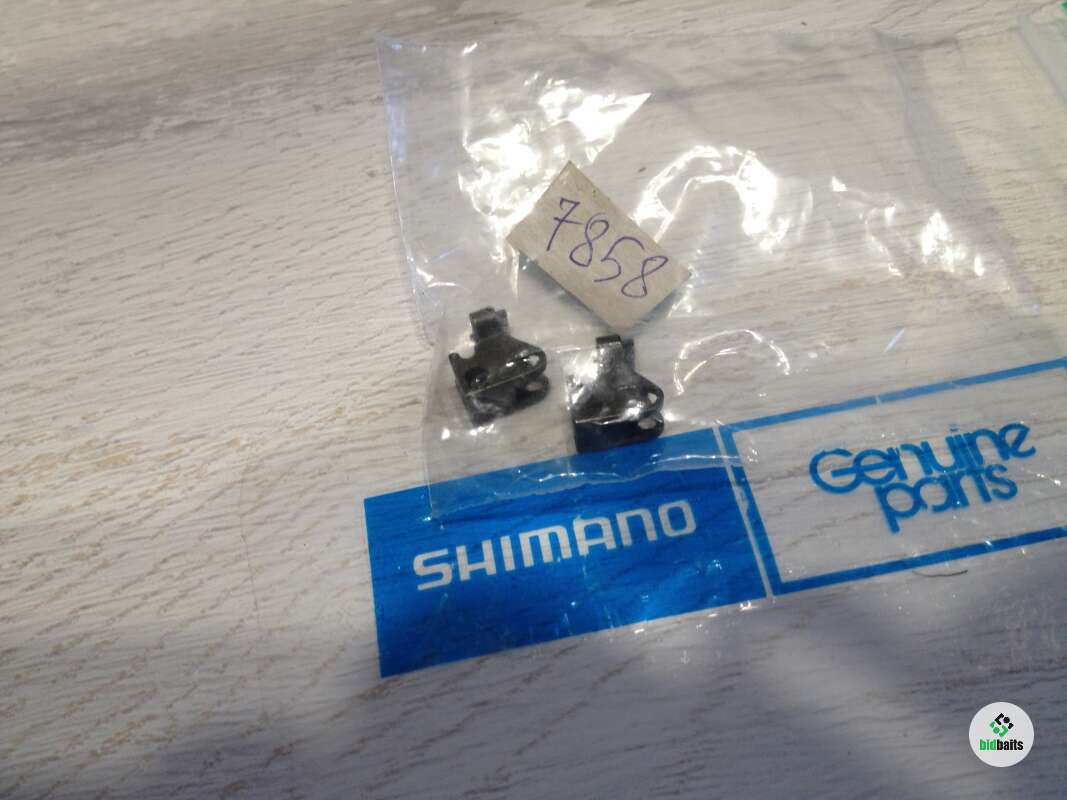 7858
SHIMANO
Genuine
parts
bidbaits